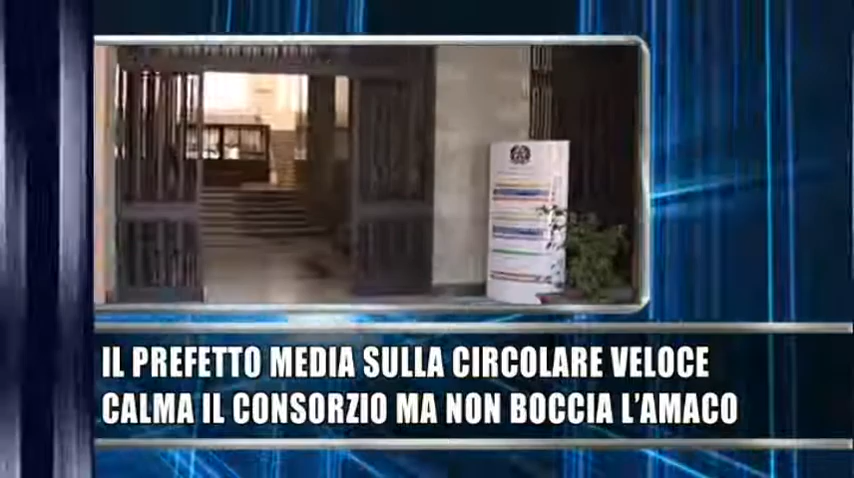 IL PREFETTO MEDIA SULLA CIRCOLARE VELOCE
CALMA IL CONSORZIO MA NON BOCCIA L'AMACO